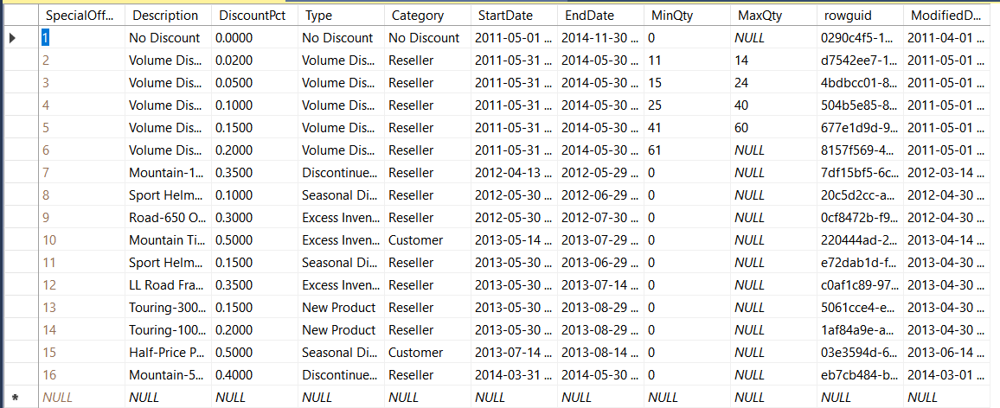 SpecialOff... Description DiscountPct Type Category StartDate EndDate MinQty MaxQty rowguid ModifiedD...
1 No Discount 0.0000 No Discount No Discount 2011-05-01 ... 2014-11-30 ... 0 NULL 0290c4f5-1... 2011-04-01 ...
2 Volume Dis... 0.0200 Volume Dis... Reseller 2011-05-31 ... 2014-05-30 ... 11 14 d7542ee7-1... 2011-05-01 ...
3 Volume Dis... 0.0500 Volume Dis... Reseller 2011-05-31 ... 2014-05-30 ... 15 24 4bdbcc01-8... 2011-05-01 ...
4 Volume Dis... 0.1000 Volume Dis... Reseller 2011-05-31 ... 2014-05-30 ... 25 40 504b5e85-8... 2011-05-01 ...
5 Volume Dis... 0.1500 Volume Dis... Reseller 2011-05-31 ... 2014-05-30 ... 41 60 677e1d9d-9... 2011-05-01 ...
6 Volume Dis... 0.2000 Volume Dis... Reseller 2011-05-31 ... 2014-05-30 ... 61 NULL 8157f569-4... 2011-05-01 ...
7 Mountain-1... 0.3500 Discontinue... Reseller 2012-04-13 ... 2012-05-29 ... 0 NULL 7df15bf5-6c... 2012-03-14 ...
8 Sport Helm... 0.1000 Seasonal Di... Reseller 2012-05-30 ... 2012-06-29 ... 0 NULL 20c5d2cc-a... 2012-04-30 ...
9 Road-650 O... 0.3000 Excess Inven... Reseller 2012-05-30 ... 2012-07-30 ... 0 NULL 0cf8472b-f9... 2012-04-30 ...
10 Mountain Ti... 0.5000 Excess Inven... Customer 2013-05-14 ... 2013-07-29 ... 0 NULL 220444ad-2... 2013-04-14 ...
11 Sport Helm... 0.1500 Seasonal Di... Reseller 2013-05-30 ... 2013-06-29 ... 0 NULL e72dab1d-f... 2013-04-30 ...
12 LL Road Fra... 0.3500 Excess Inven... Reseller 2013-05-30 ... 2013-07-14 ... 0 NULL c0af1c89-97... 2013-04-30 ...
13 Touring-300... 0.1500 New Product Reseller 2013-05-30 ... 2013-08-29 ... 0 NULL 5061cce4-e... 2013-04-30 ...
14 Touring-100... 0.2000 New Product Reseller 2013-05-30 ... 2013-08-29 ... 0 NULL 1af84a9e-a... 2013-04-30 ...
15 Half-Price P... 0.5000 Seasonal Di... Customer 2013-07-14 ... 2013-08-14 ... 0 NULL 03e3594d-6... 2013-06-14 ...
16 Mountain-5... 0.4000 Discontinue... Reseller 2014-03-31 ... 2014-05-30 ... 0 NULL eb7cb484-b... 2014-03-01 ...
* NULL NULL NULL NULL NULL NULL NULL NULL NULL NULL NULL